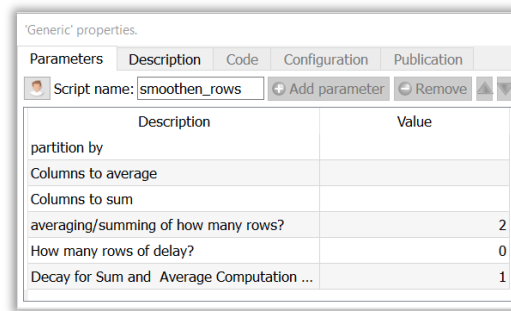 'Generic' properties.
Parameters Description Code Configuration Publication
Script name: smoothen_rows Add parameter Remove
Description Value
partition by
Columns to average
Columns to sum
averaging/summing of how many rows? 2
How many rows of delay? 0
Decay for Sum and Average Computation ... 1